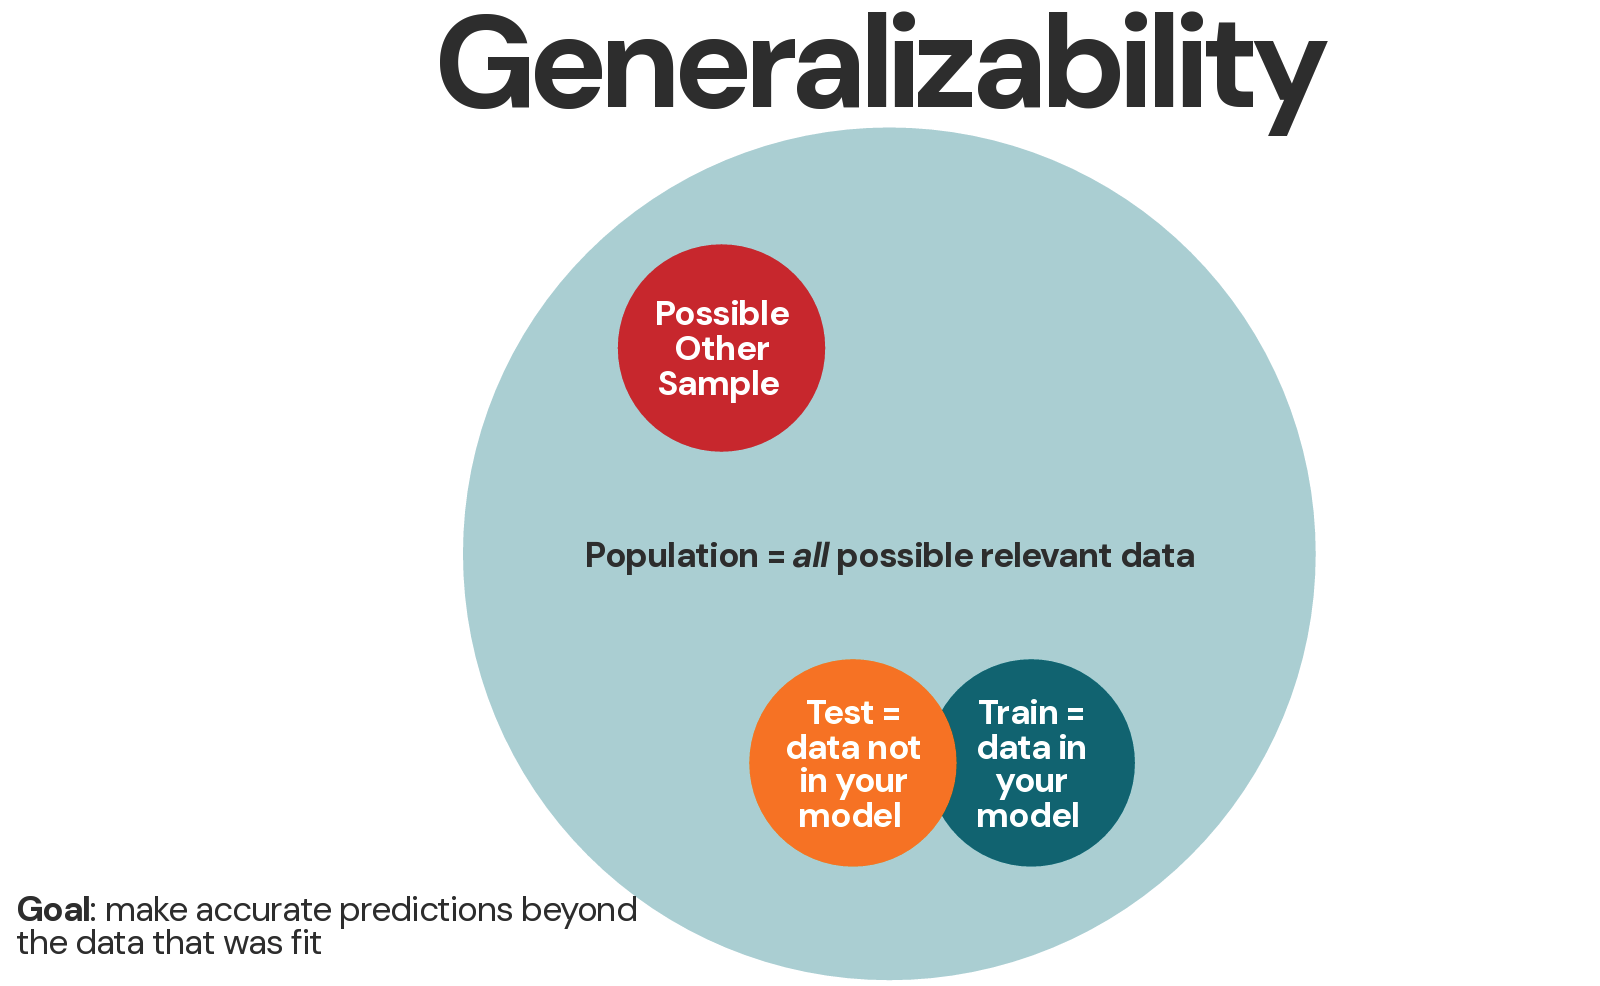 Generalizability
Possible
Other
Sample
Population = all possible relevant data
Test =
data not
in your
model
Train =
data in
your
model
Goal: make accurate predictions beyond
the data that was fit